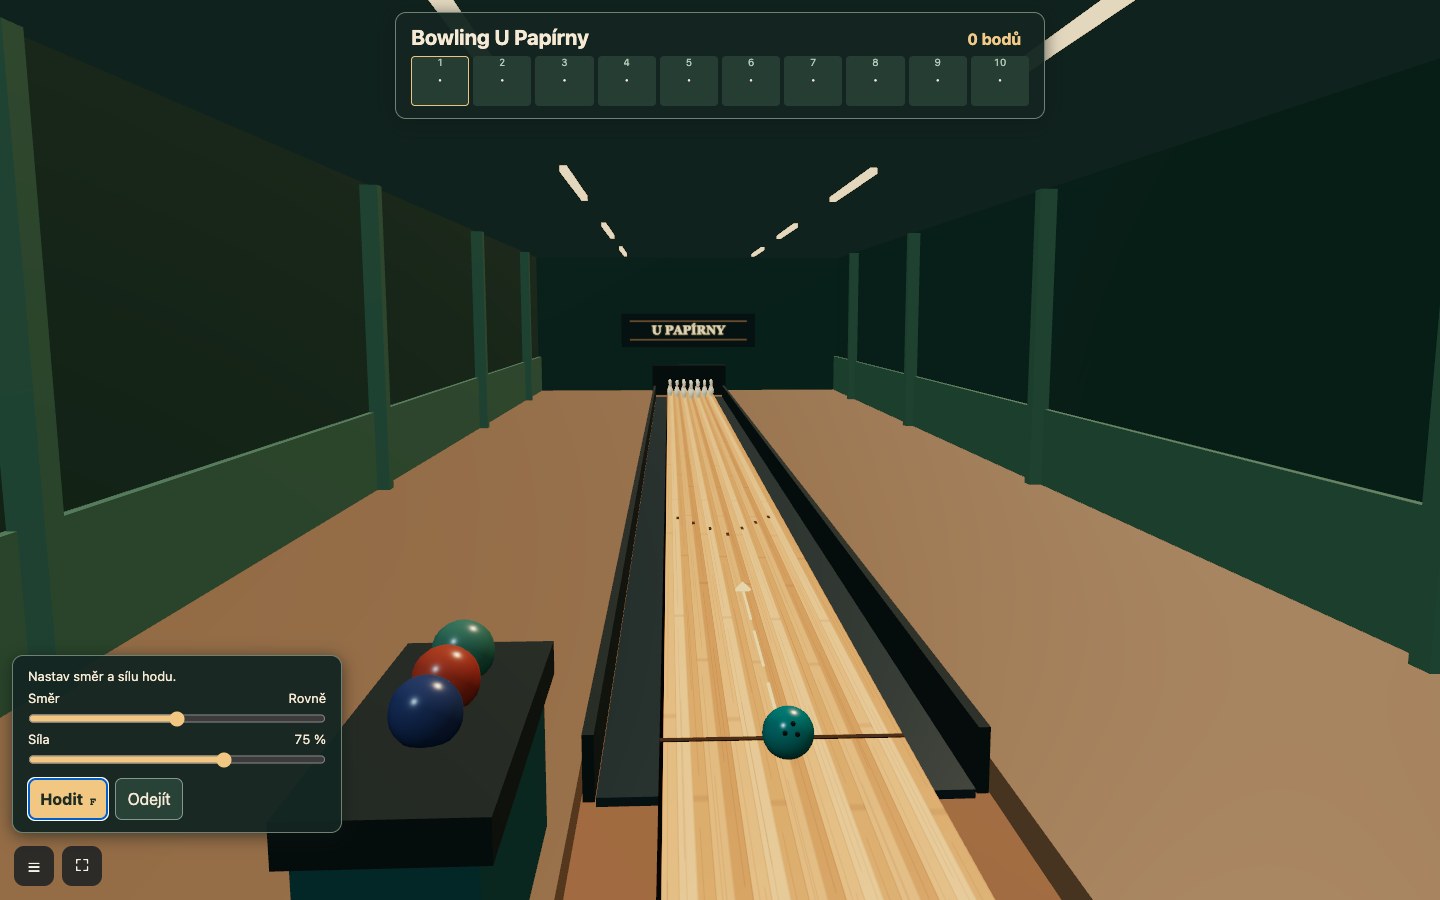 Bowling U Papírny
0 bodů
1 2 3 4 5 6 7 8 9 10
U PAPÍRNY
Nastav směr a sílu hodu.
Směr Rovně
Síla 75 %
Hodit F
Odejít